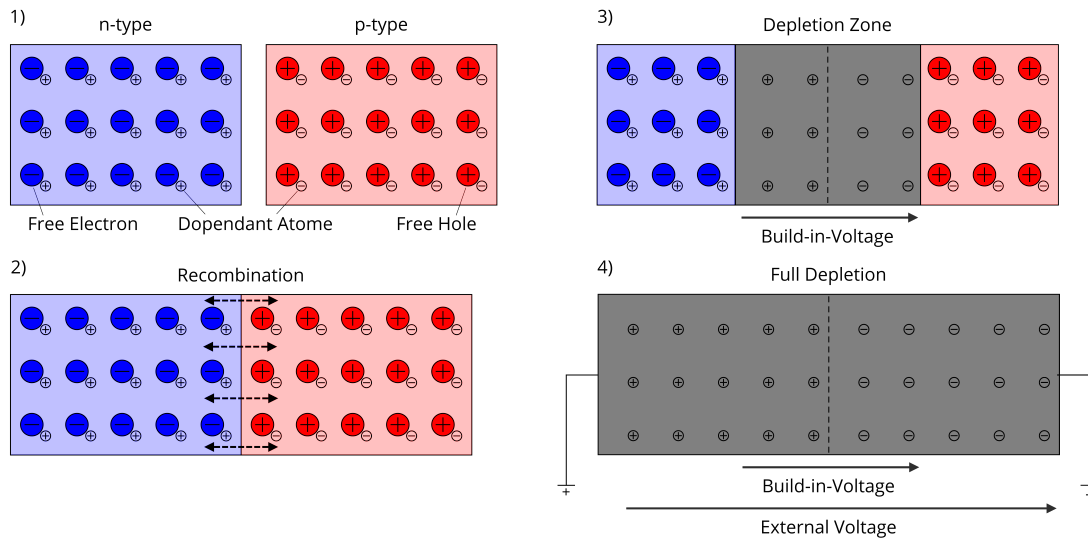 1)
n-type
p-type
Free Electron
Dopandant Atome
Free Hole
2)
Recombination
3)
Depletion Zone
Build-in-Voltage
4)
Full Depletion
Build-in-Voltage
External Voltage